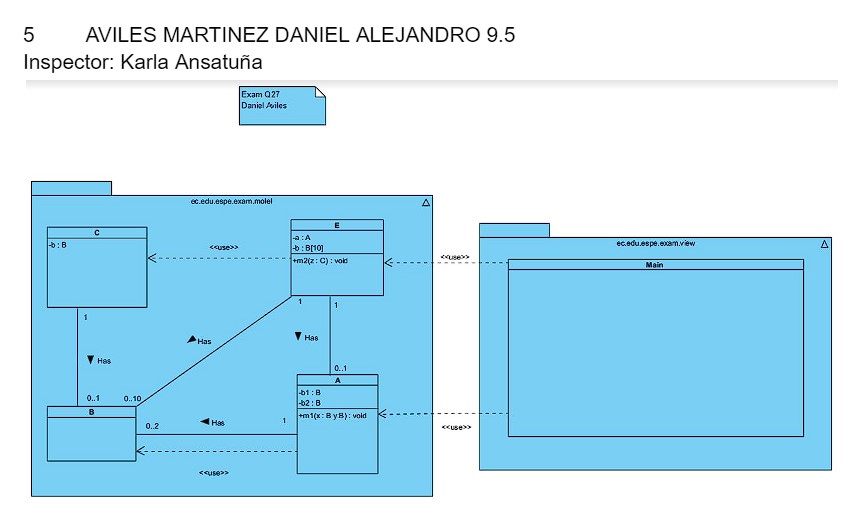 5 AVILES MARTINEZ DANIEL ALEJANDRO 9.5
Inspector: Karla Ansatuña
Exam Q27
Daniel Aviles
ec.edu.espe.exam.molel
C
-b : B
<<use>>
E
-a : A
-b : B[10]
+m2(z : C) : void
<<use>>
ec.edu.espe.exam.view
Main
1
Has
0..1
1
Has
0..10
1
Has
0..1
B
A
-b1 : B
-b2 : B
+m1(x : B y.B) : void
0..2
Has
1
<<use>>
<<use>>